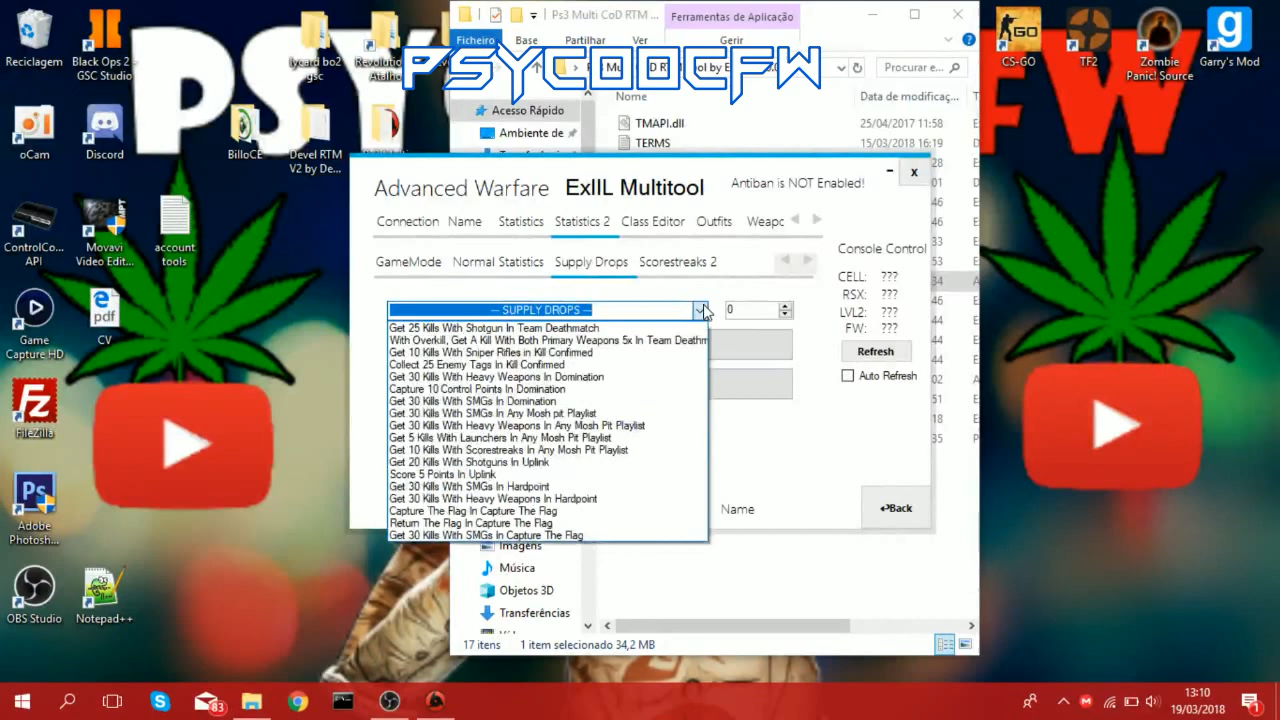 Reciclagem
Black Ops 2 -
GSC Studio
lycard bo2
gsc
Atalho
Ps3 Multi CoD RTM ...
Ferramentas de Aplicação
Ficheiro
Base
Partilhar
Ver
Gerir
PSYCOOCFW
Procurar e...
CS-GO
TF2
Zombie
Panic! Source
Garry's Mod
Acesso Rápido
Ambiente de
Nome
Data de modificaç...
TMAPI.dll
25/04/2017 11:58
TERMS
15/03/2018 16:19
PSY
FW
oCam
Discord
BilloCE
Devel RTM
V2 by De...
ControlCo...
API
Movavi
Video Edit...
account
tools
Game
Capture HD
CV
FileZilla
Adobe
Photosh...
OBS Studio
Notepad++
Advanced Warfare
ExIIL Multitool
Antiban is NOT Enabled!
x
Connection
Name
Statistics
Statistics 2
Class Editor
Outfits
Weapc
GameMode
Normal Statistics
Supply Drops
Scorestreaks 2
Console Control
CELL: ???
RSX: ???
LVL2: ???
FW: ???
Refresh
Auto Refresh
--- SUPPLY DROPS ---
0
Get 25 Kills With Shotgun In Team Deathmatch
With Overkill, Get A Kill With Both Primary Weapons 5x In Team Deathm
Get 10 Kills With Sniper Rifles in Kill Confirmed
Collect 25 Enemy Tags In Kill Confirmed
Get 30 Kills With Heavy Weapons In Domination
Capture 10 Control Points In Domination
Get 30 Kills With SMGs In Domination
Get 30 Kills With SMGs In Any Mosh pit Playlist
Get 30 Kills With Heavy Weapons In Any Mosh Pit Playlist
Get 5 Kills With Launchers In Any Mosh Pit Playlist
Get 10 Kills With Scorestreaks In Any Mosh Pit Playlist
Get 20 Kills With Shotguns In Uplink
Score 5 Points In Uplink
Get 30 Kills With SMGs In Hardpoint
Get 30 Kills With Heavy Weapons In Hardpoint
Capture The Flag In Capture The Flag
Return The Flag In Capture The Flag
Get 30 Kills With SMGs In Capture The Flag
Name
Back
Imagens
Música
Objetos 3D
Transferências
17 itens
1 item selecionado 34,2 MB
83
13:10
19/03/2018
1